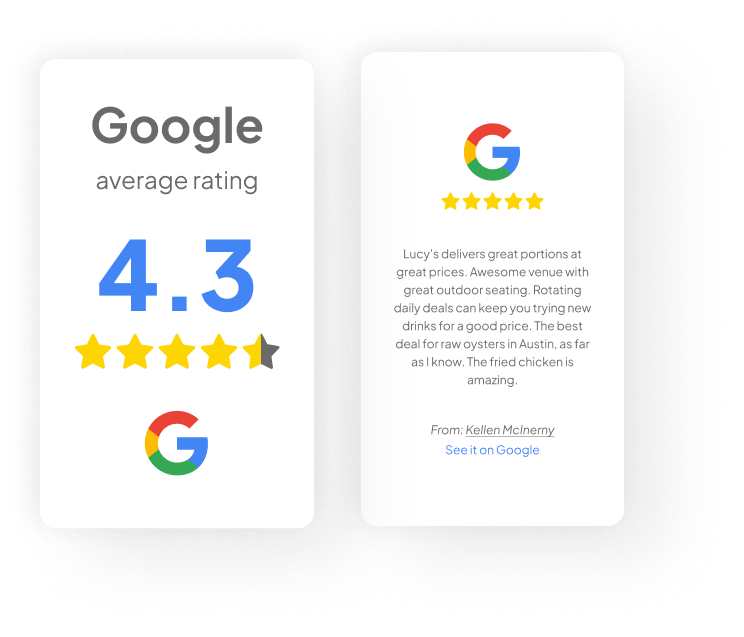 Google
average rating
4.3
Lucy's delivers great portions at
great prices. Awesome venue with
great outdoor seating. Rotating
daily deals can keep you trying new
drinks for a good price. The best
deal for raw oysters in Austin, as far
as I know. The fried chicken is
amazing.
From: Kellen McInerny
See it on Google